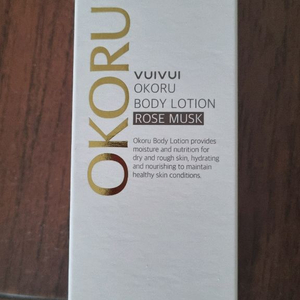 OKORU
VUIVUI
OKORU
BODY LOTION
ROSE MUSK
Okoru Body Lotion provides
moisture and nutrition for
dry and rough skin, hydrating
and nourishing to maintain
healthy skin conditions.